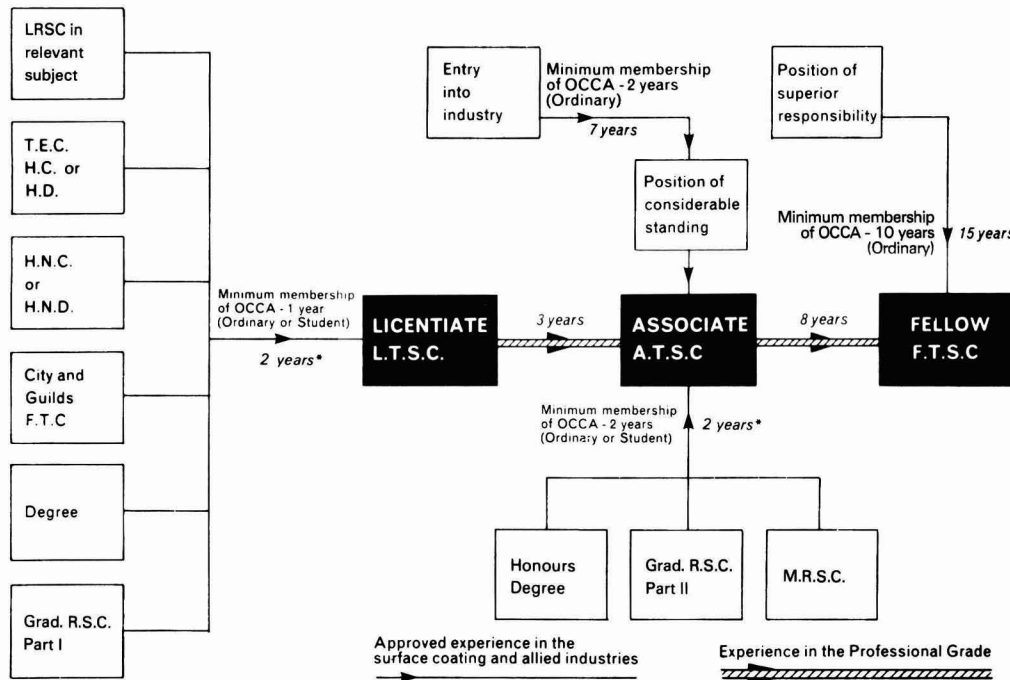 LRSC in
relevant
subject
T.E.C.
H.C. or
H.D.
H.N.C.
or
H.N.D.
City and
Guilds
F.T.C
Degree
Grad. R.S.C.
Part I
Minimum membership
of OCCA - 1 year
(Ordinary or Student)
2 years*
LICENTIATE
L.T.S.C.
3 years
Entry
into
industry
Minimum membership
of OCCA - 2 years
(Ordinary)
7 years
Position of
considerable
standing
ASSOCIATE
A.T.S.C
8 years
Position of
superior
responsibility
Minimum membership
of OCCA - 10 years
(Ordinary)
15 years
FELLOW
F.T.S.C
Minimum membership
of OCCA - 2 years
(Ordinary or Student)
2 years*
Honours
Degree
Grad. R.S.C.
Part II
M.R.S.C.
Approved experience in the
surface coating and allied industries
Experience in the Professional Grade